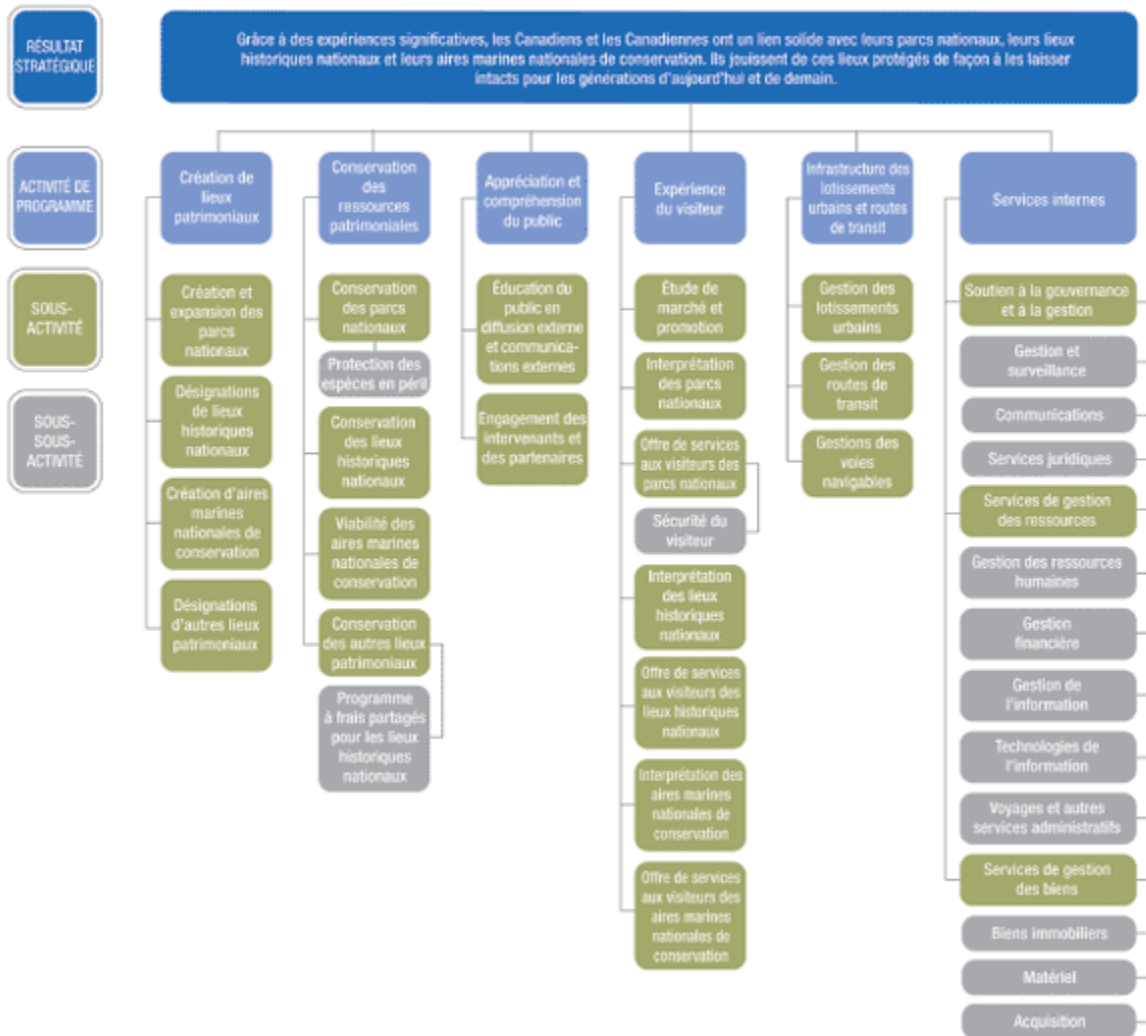 RÉSULTAT
STRATÉGIQUE
Grâce à des expériences significatives, les Canadiens et les Canadiennes ont un lien solide avec leurs parcs nationaux, leurs lieux
historiques nationaux et leurs aires marines nationales de conservation. Ils jouissent de ces lieux protégés de façon à les laisser
intacts pour les générations d'aujourd'hui et de demain.
ACTIVITÉ DE
PROGRAMME
Création de
lieux
patrimoniaux
Conservation
des
ressources
patrimoniales
Appréciation et
compréhension
du public
Expérience
du visiteur
Infrastructure des
lotissements
urbains et routes
de transit
Services internes
SOUS-
ACTIVITÉ
SOUS-
SOUS-
ACTIVITÉ
Création et
expansion des
parcs
nationaux
Désignations
de lieux
historiques
nationaux
Création d'aires
marines
nationales de
conservation
Désignations
d'autres lieux
patrimoniaux
Conservation
des parcs
nationaux
Protection des
espèces en péril
Conservation
des lieux
historiques
nationaux
Viabilité des
aires marines
nationales de
conservation
Conservation
des autres lieux
patrimoniaux
Programme
à frais partagés
pour les lieux
historiques
nationaux
Éducation du
public en
diffusion externe
et communica-
tions externes
Engagement des
intervenants et
des partenaires
Étude de
marché et
promotion
Interprétation
des parcs
nationaux
Offre de services
aux visiteurs des
parcs nationaux
Sécurité du
visiteur
Interprétation
des lieux
historiques
nationaux
Offre de services
aux visiteurs des
lieux historiques
nationaux
Interprétation des
aires marines
nationales de
conservation
Offre de services
aux visiteurs des
aires marines
nationales de
conservation
Gestion des
lotissements
urbains
Gestion des
routes de
transit
Gestions des
voies
navigables
Soutien à la gouvernance
et à la gestion
Gestion et
surveillance
Communications
Services juridiques
Services de gestion
des ressources
Gestion des ressources
humaines
Gestion
financière
Gestion de
l'information
Technologies de
l'information
Voyages et autres
services administratifs
Services de gestion
des biens
Biens immobiliers
Matériel
Acquisition